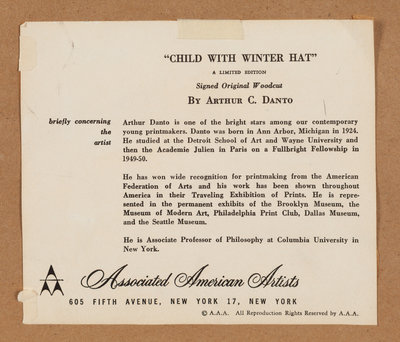 "CHILD WITH WINTER HAT"
A LIMITED EDITION
Signed Original Woodcut
BY ARTHUR C. DANTO
briefly concerning
the
artist
Arthur Danto is one of the bright stars among our contemporary
young printmakers. Danto was born in Ann Arbor, Michigan in 1924.
He studied at the Detroit School of Art and Wayne University and
then the Academie Julien in Paris on a Fullbright Fellowship in
1949-50.
He has won wide recognition for printmaking from the American
Federation of Arts and his work has been shown throughout
America in their Traveling Exhibition of Prints. He is repre-
sented in the permanent exhibits of the Brooklyn Museum, the
Museum of Modern Art, Philadelphia Print Club, Dallas Museum,
and the Seattle Museum.
He is Associate Professor of Philosophy at Columbia University in
New York.
Associated American Artists
605 FIFTH AVENUE, NEW YORK 17, NEW YORK
© A.A.A. All Reproduction Rights Reserved by A.A.A.